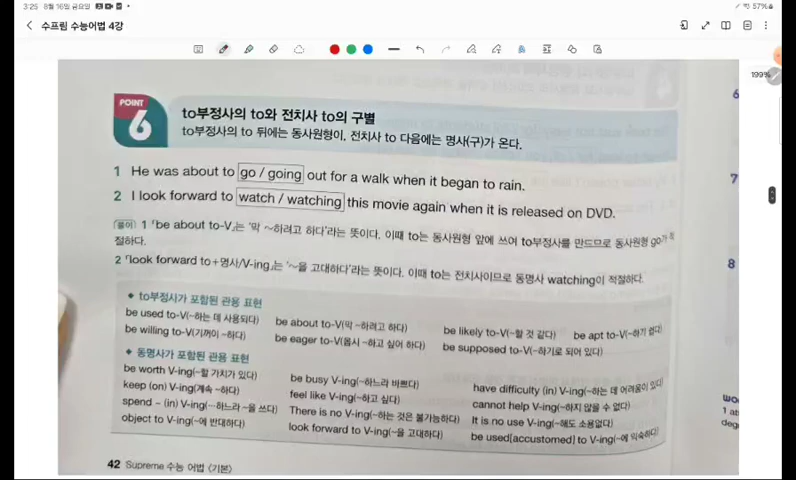 3:25 8월 16일 금요일
57%
수프림 수능어법 4강
199%
POINT
6
to부정사의 to와 전치사 to의 구별
to부정사의 to 뒤에는 동사원형이, 전치사 to 다음에는 명사(구)가 온다.
1 He was about to go / going out for a walk when it began to rain.
2 I look forward to watch / watching this movie again when it is released on DVD.
풀이 1 「be about to-V」는 '막 ~하려고 하다'라는 뜻이다. 이때 to는 동사원형 앞에 쓰여 to부정사를 만드므로 동사원형 go가 적
절하다.
2 「look forward to+명사/V-ing」는 '~을 고대하다'라는 뜻이다. 이때 to는 전치사이므로 동명사 watching이 적절하다.
◆ to부정사가 포함된 관용 표현
be used to-V(~하는 데 사용되다) be about to-V(막 ~하려고 하다) be likely to-V(~할 것 같다) be apt to-V(~하기 쉽다)
be willing to-V(기꺼이 ~하다) be eager to-V(몹시 ~하고 싶어 하다) be supposed to-V(~하기로 되어 있다)
◆ 동명사가 포함된 관용 표현
be worth V-ing(~할 가치가 있다) be busy V-ing(~하느라 바쁘다) have difficulty (in) V-ing(~하는 데 어려움이 있다)
keep (on) V-ing(계속 ~하다) feel like V-ing(~하고 싶다) cannot help V-ing(~하지 않을 수 없다)
spend ~ (in) V-ing(…하느라 ~을 쓰다) There is no V-ing(~하는 것은 불가능하다) It is no use V-ing(~해도 소용없다)
object to V-ing(~에 반대하다) look forward to V-ing(~을 고대하다) be used[accustomed] to V-ing(~에 익숙하다)
42 Supreme 수능 어법 〈기본〉
6
7
8
1